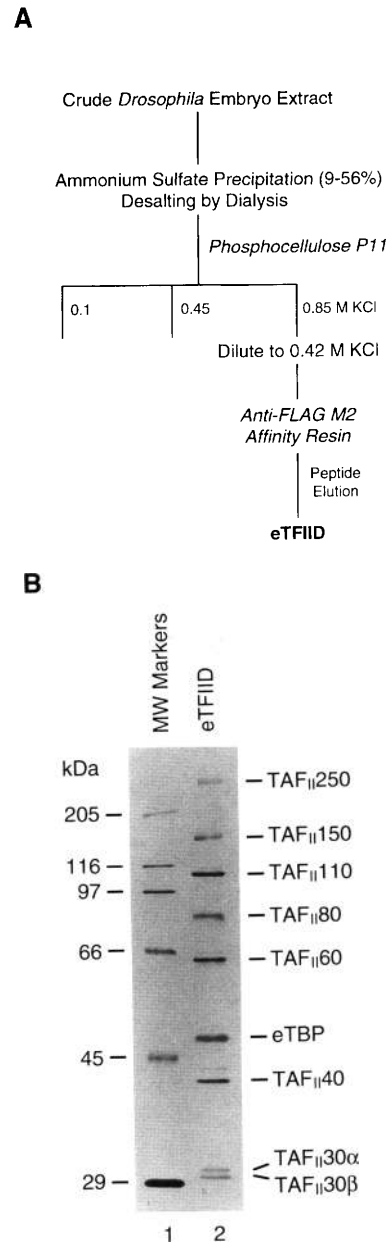 A
Crude Drosophila Embryo Extract
Ammonium Sulfate Precipitation (9-56%)
Desalting by Dialysis
Phosphocellulose P11
0.1
0.45
0.85 M KCl
Dilute to 0.42 M KCl
Anti-FLAG M2
Affinity Resin
Peptide
Elution
eTFIID
B
MW Markers
eTFIID
kDa
205
116
97
66
45
29
TAFII250
TAFII150
TAFII110
TAFII80
TAFII60
eTBP
TAFII40
TAFII30α
TAFII30β
1
2